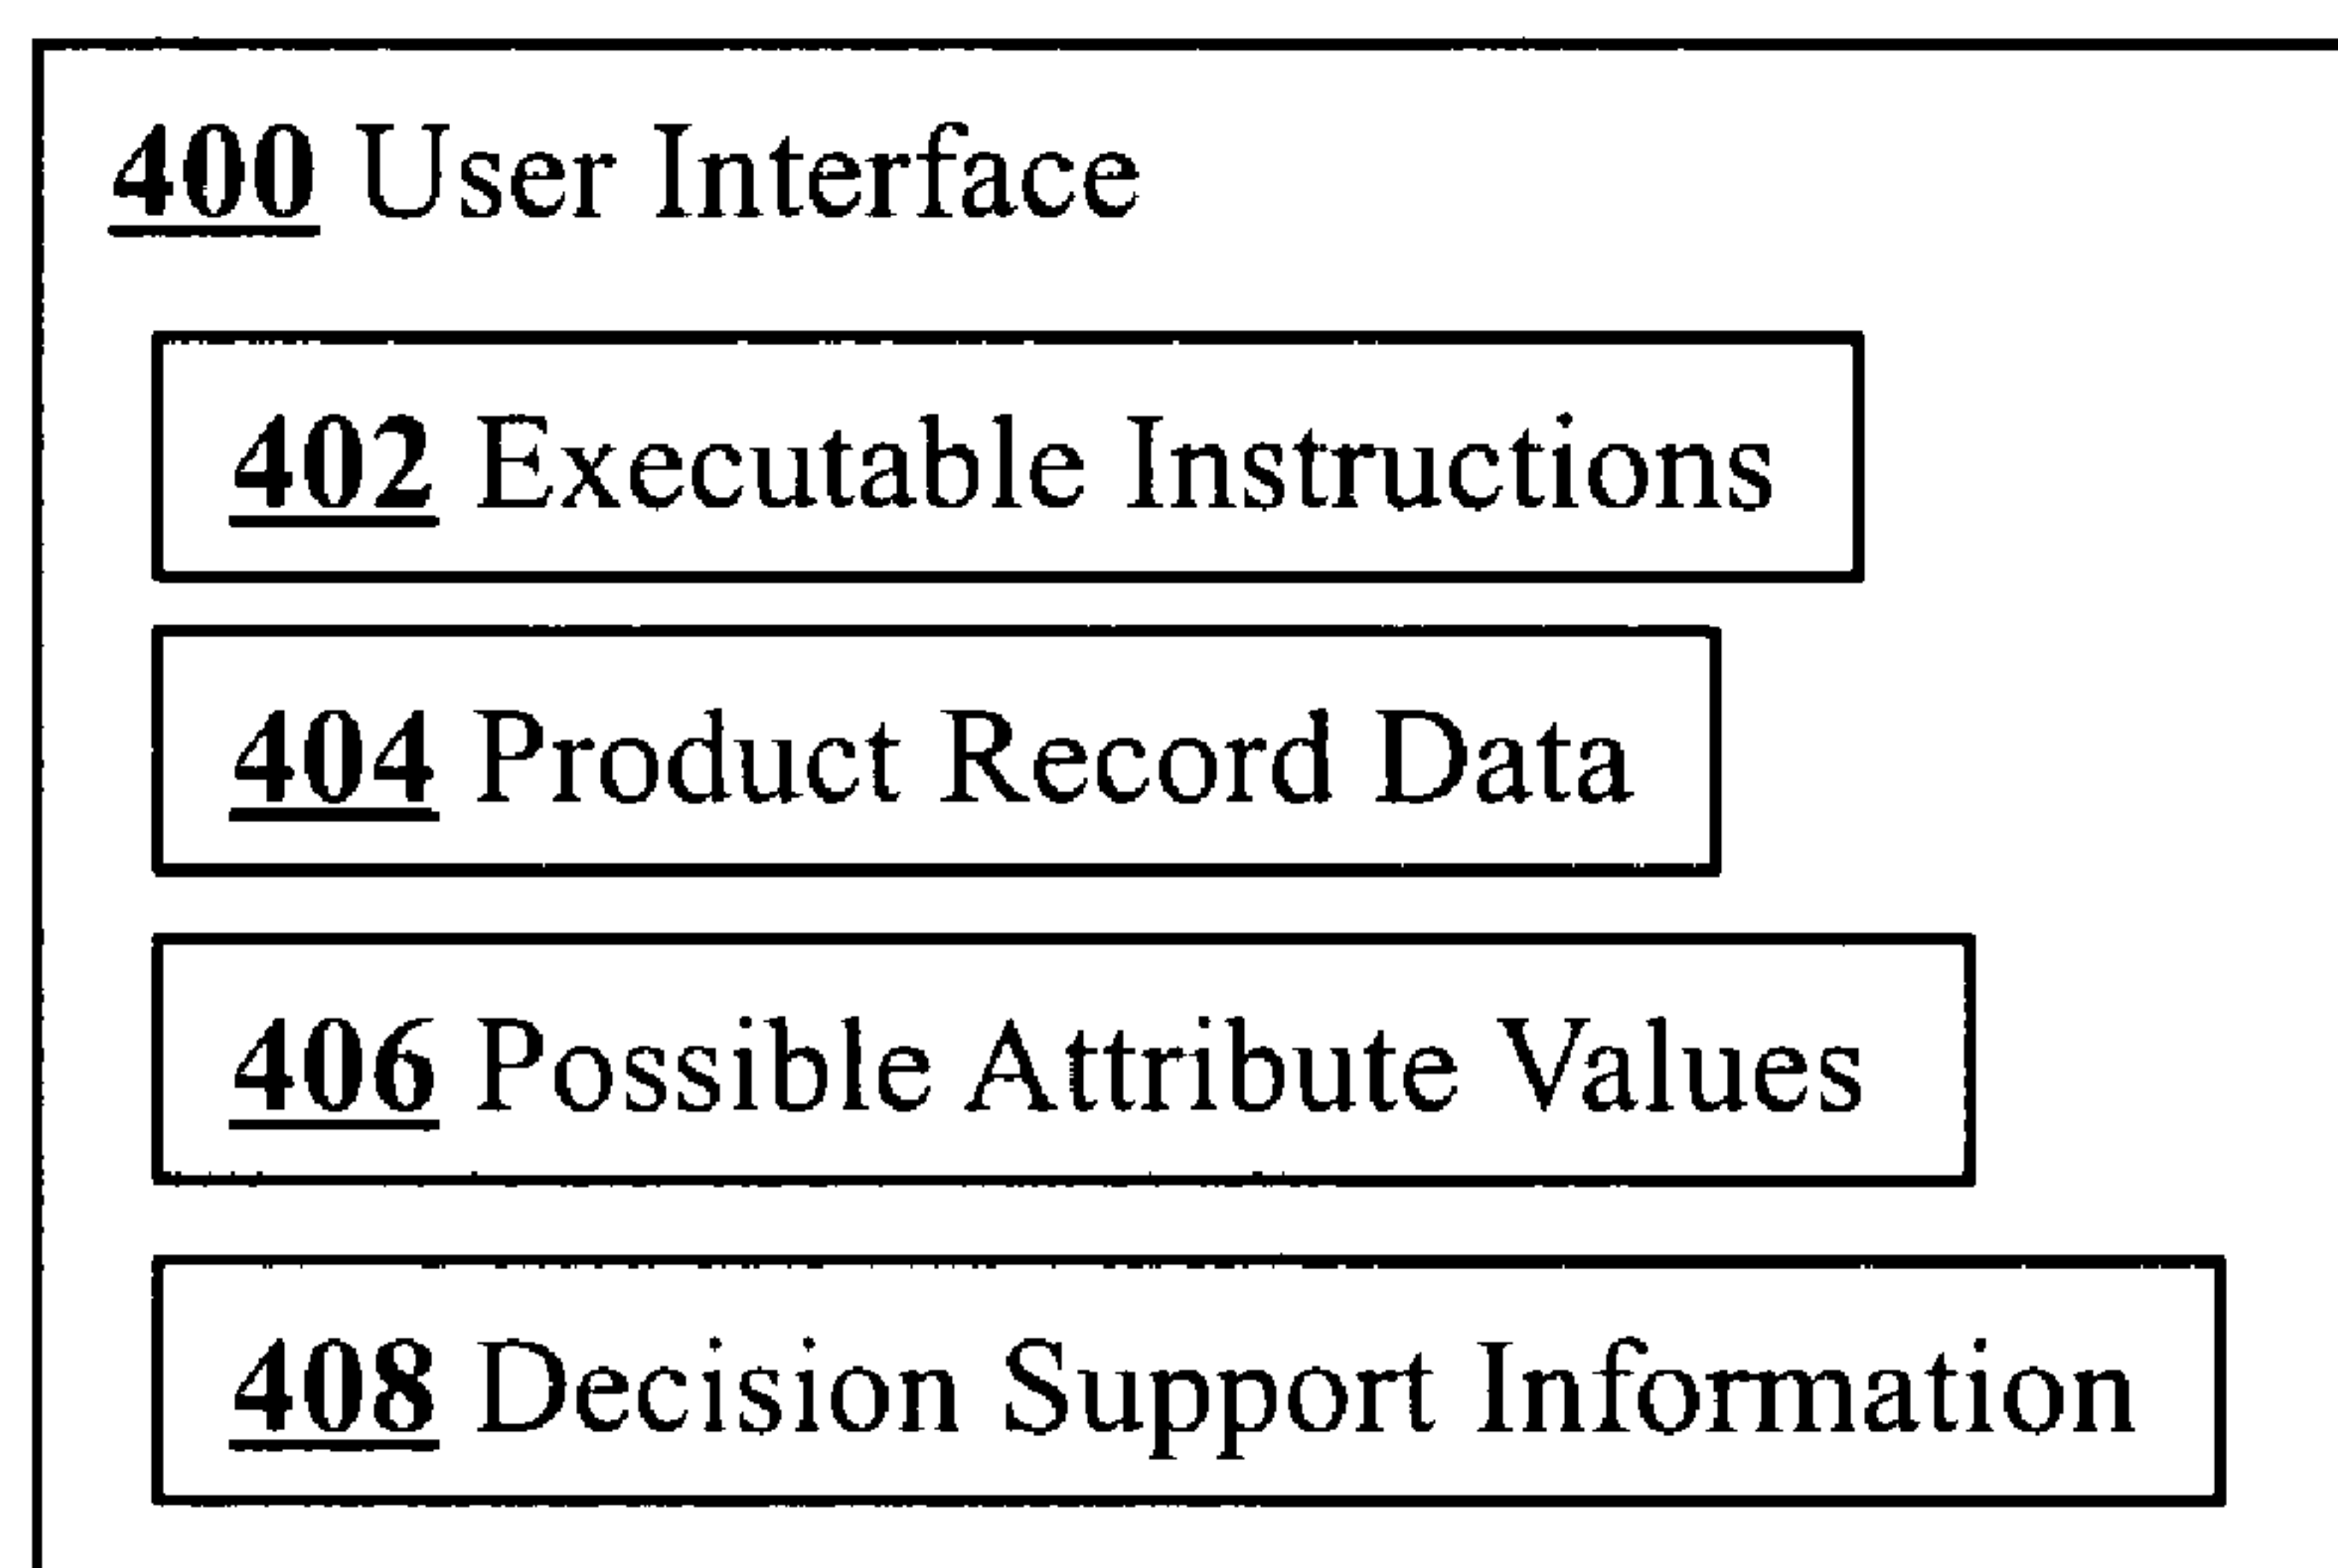 400 User Interface
402 Executable Instructions
404 Product Record Data
406 Possible Attribute Values
408 Decision Support Information